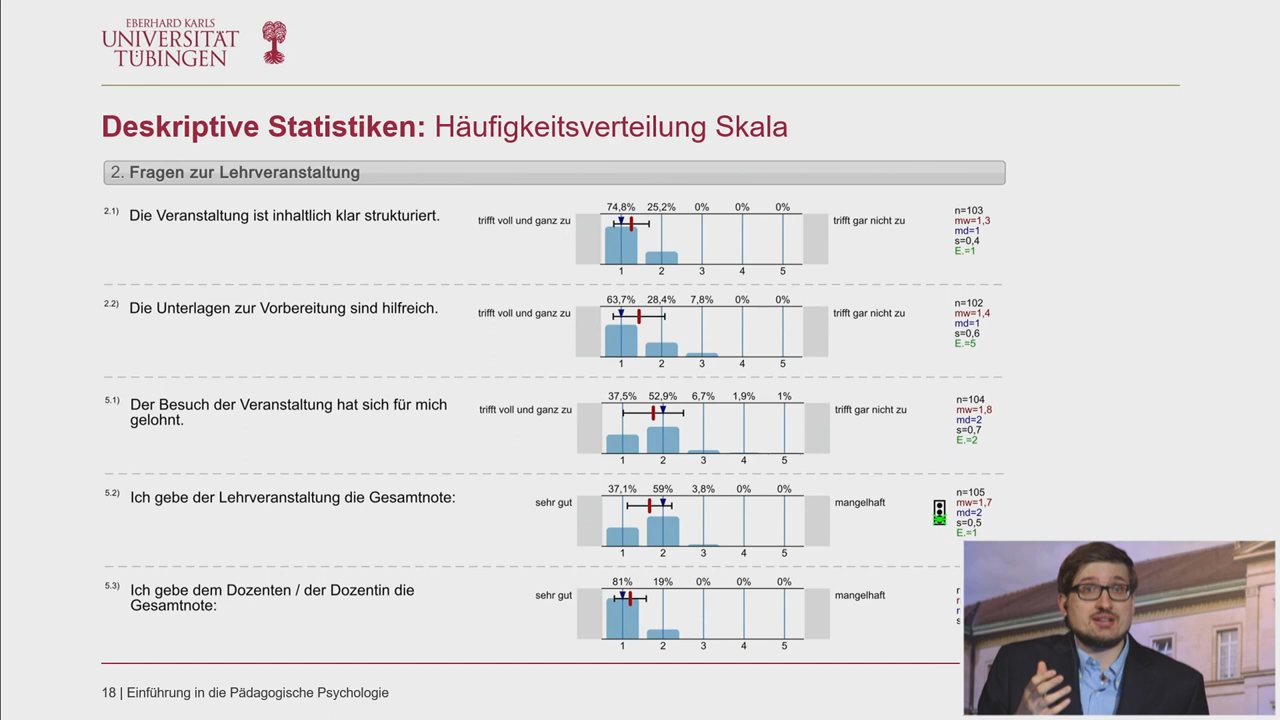 EBERHARD KARLS
UNIVERSITÄT
TÜBINGEN
Deskriptive Statistiken: Häufigkeitsverteilung Skala
2. Fragen zur Lehrveranstaltung
2.1) Die Veranstaltung ist inhaltlich klar strukturiert.
trifft voll und ganz zu
74,8% 25,2% 0% 0% 0%
1 2 3 4 5
trifft gar nicht zu
n=103
mw=1,3
md=1
s=0,4
E.=1
2.2) Die Unterlagen zur Vorbereitung sind hilfreich.
trifft voll und ganz zu
63,7% 28,4% 7,8% 0% 0%
1 2 3 4 5
trifft gar nicht zu
n=102
mw=1,4
md=1
s=0,6
E.=5
5.1) Der Besuch der Veranstaltung hat sich für mich
gelohnt.
trifft voll und ganz zu
37,5% 52,9% 6,7% 1,9% 1%
1 2 3 4 5
trifft gar nicht zu
n=104
mw=1,8
md=2
s=0,7
E.=2
5.2) Ich gebe der Lehrveranstaltung die Gesamtnote:
sehr gut
37,1% 59% 3,8% 0% 0%
1 2 3 4 5
mangelhaft
n=105
mw=1,7
md=2
s=0,5
E.=1
5.3) Ich gebe dem Dozenten / der Dozentin die
Gesamtnote:
sehr gut
81% 19% 0% 0% 0%
1 2 3 4 5
mangelhaft
18 | Einführung in die Pädagogische Psychologie